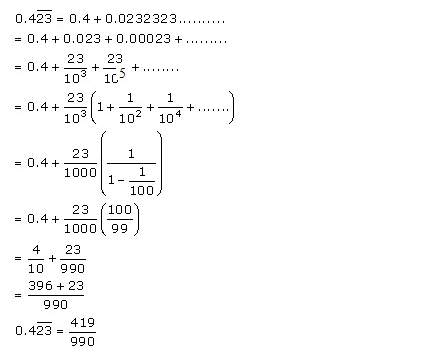 0.4\overline{23} = 0.4 + 0.0232323..........
= 0.4 + 0.023 + 0.00023 + .........
= 0.4 + \frac{23}{10^3} + \frac{23}{10^5} + ........
= 0.4 + \frac{23}{10^3}\left(1 + \frac{1}{10^2} + \frac{1}{10^4} + .......\right)
= 0.4 + \frac{23}{1000}\left(\frac{1}{1 - \frac{1}{100}}\right)
= 0.4 + \frac{23}{1000}\left(\frac{100}{99}\right)
= \frac{4}{10} + \frac{23}{990}
= \frac{396 + 23}{990}
0.4\overline{23} = \frac{419}{990}